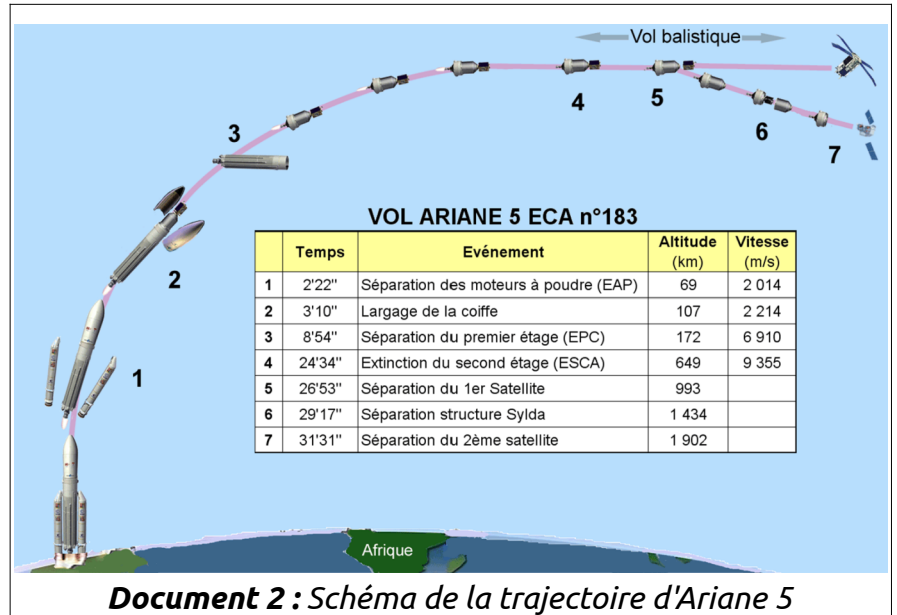 Vol balistique
4
5
6
7
3
2
1
VOL ARIANE 5 ECA n°183
Temps Evénement Altitude (km) Vitesse (m/s)
1 2'22" Séparation des moteurs à poudre (EAP) 69 2 014
2 3'10" Largage de la coiffe 107 2 214
3 8'54" Séparation du premier étage (EPC) 172 6 910
4 24'34" Extinction du second étage (ESCA) 649 9 355
5 26'53" Séparation du 1er Satellite 993
6 29'17" Séparation structure Sylda 1 434
7 31'31" Séparation du 2ème satellite 1 902
Afrique
Document 2 : Schéma de la trajectoire d'Ariane 5